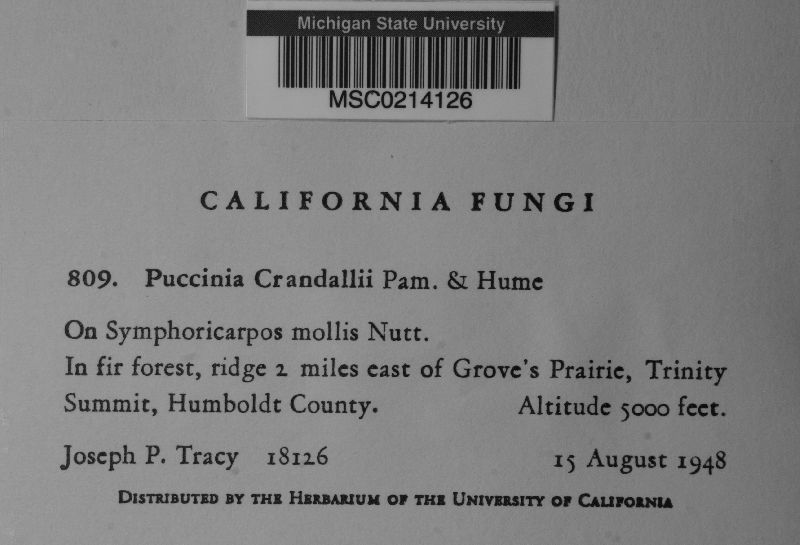 Michigan State University
MSC0214126
CALIFORNIA FUNGI
809. Puccinia Crandallii Pam. & Hume
On Symphoricarpos mollis Nutt.
In fir forest, ridge 2 miles east of Grove's Prairie, Trinity
Summit, Humboldt County. Altitude 5000 feet.
Joseph P. Tracy 18126 15 August 1948
DISTRIBUTED BY THE HERBARIUM OF THE UNIVERSITY OF CALIFORNIA